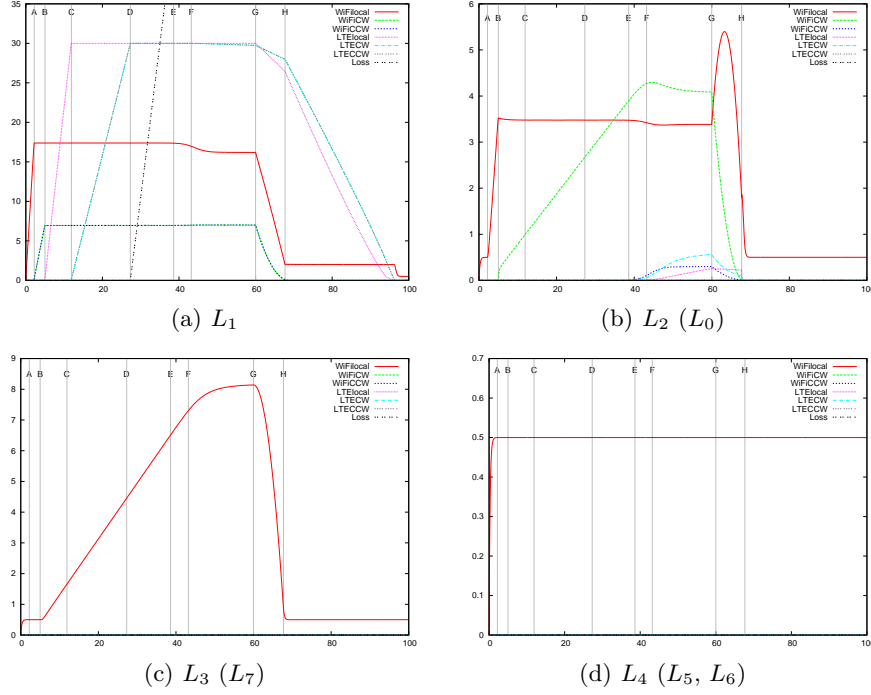 A B C D E F G H
WiFilocal
WiFiCW
WiFiCCW
LTElocal
LTECW
LTECCW
Loss
35
30
25
20
15
10
5
0
0 20 40 60 80 100
(a) L₁
A B C D E F G H
WiFilocal
WiFiCW
WiFiCCW
LTElocal
LTECW
LTECCW
Loss
6
5
4
3
2
1
0
0 20 40 60 80 100
(b) L₂ (L₀)
A B C D E F G H
WiFilocal
WiFiCW
WiFiCCW
LTElocal
LTECW
LTECCW
Loss
9
8
7
6
5
4
3
2
1
0
0 20 40 60 80 100
(c) L₃ (L₇)
A B C D E F G H
WiFilocal
WiFiCW
WiFiCCW
LTElocal
LTECW
LTECCW
Loss
0.7
0.6
0.5
0.4
0.3
0.2
0.1
0
0 20 40 60 80 100
(d) L₄ (L₅, L₆)